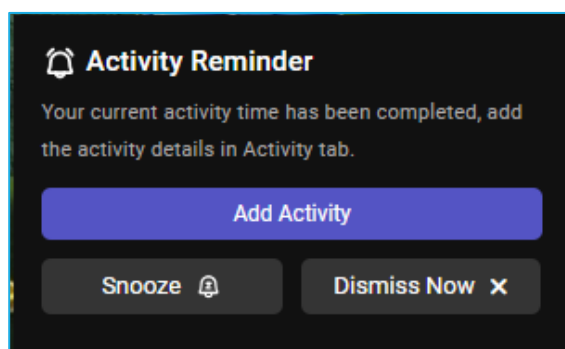 Activity Reminder
Your current activity time has been completed, add
the activity details in Activity tab.
Add Activity
Snooze
Dismiss Now